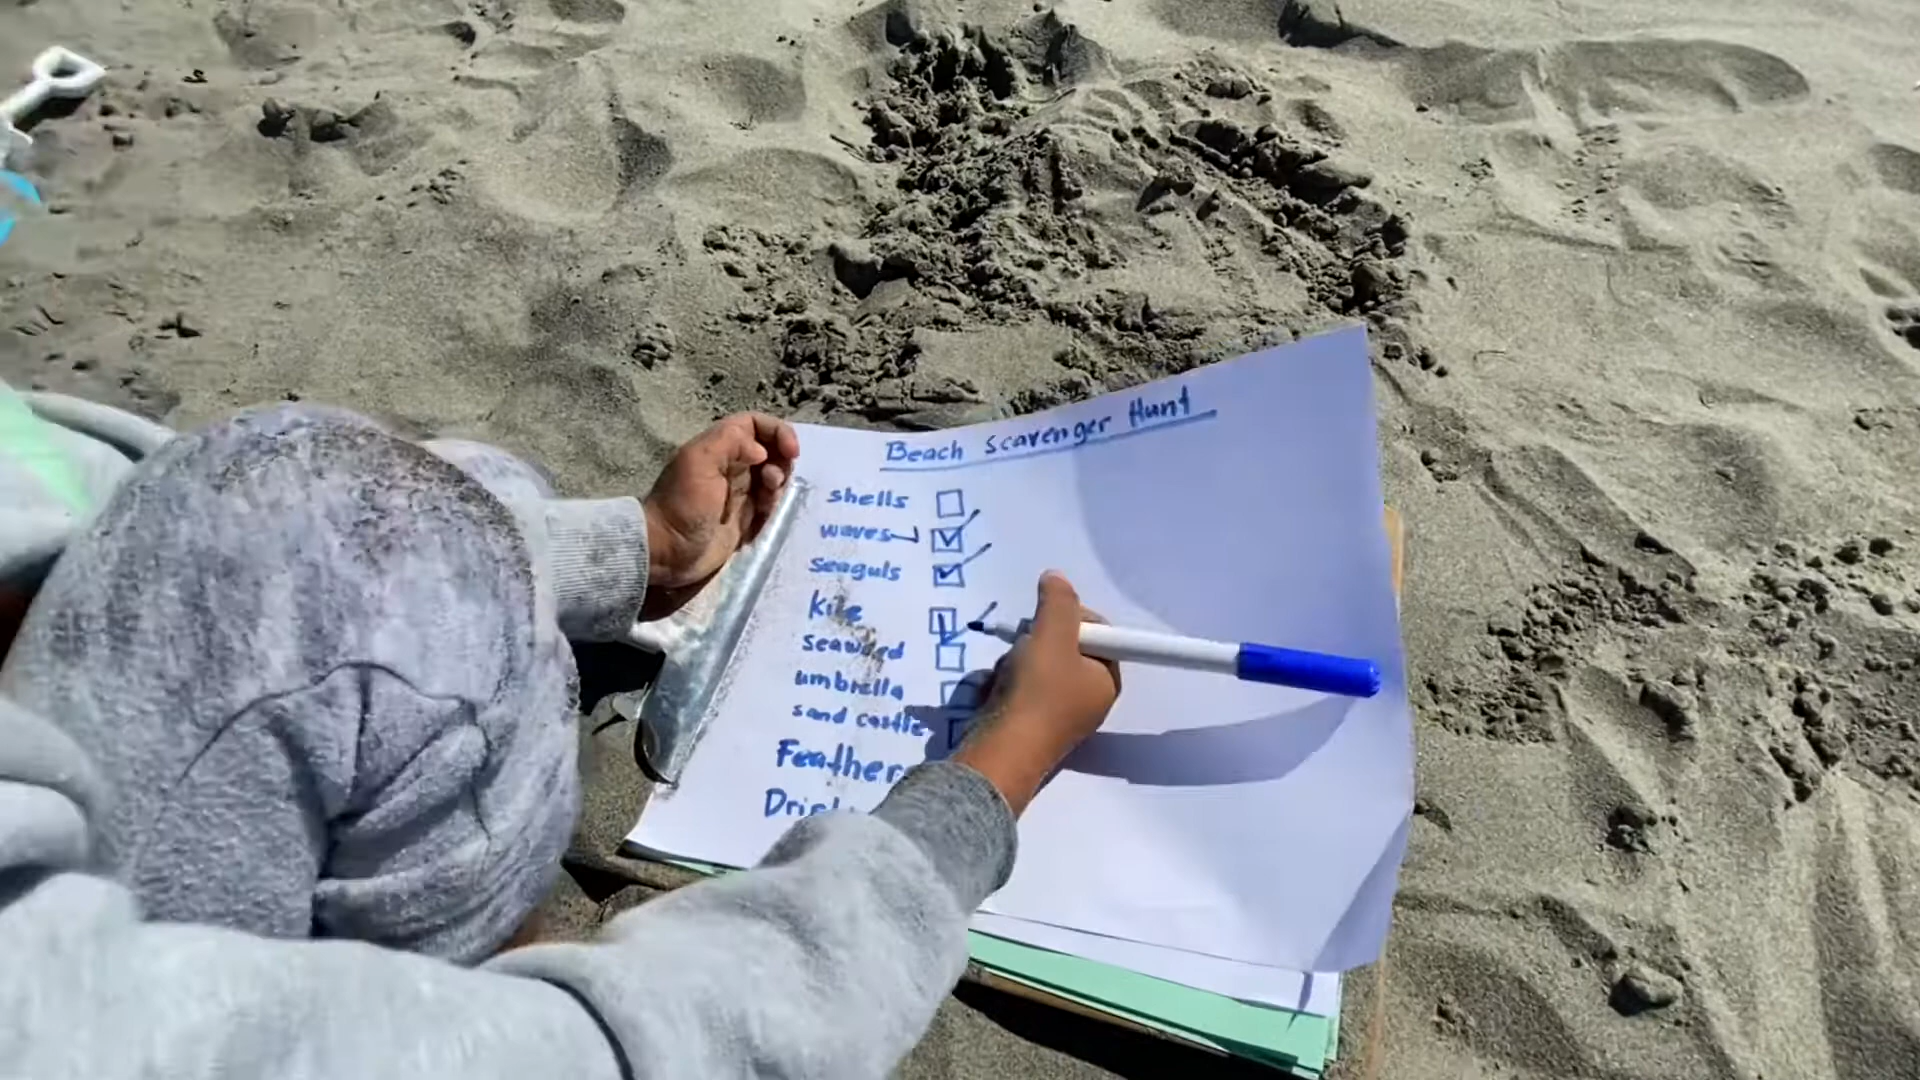 Beach Scavenger Hunt
shells
waves
seaguls
kite
seaweed
umbrella
sand castle
Feather